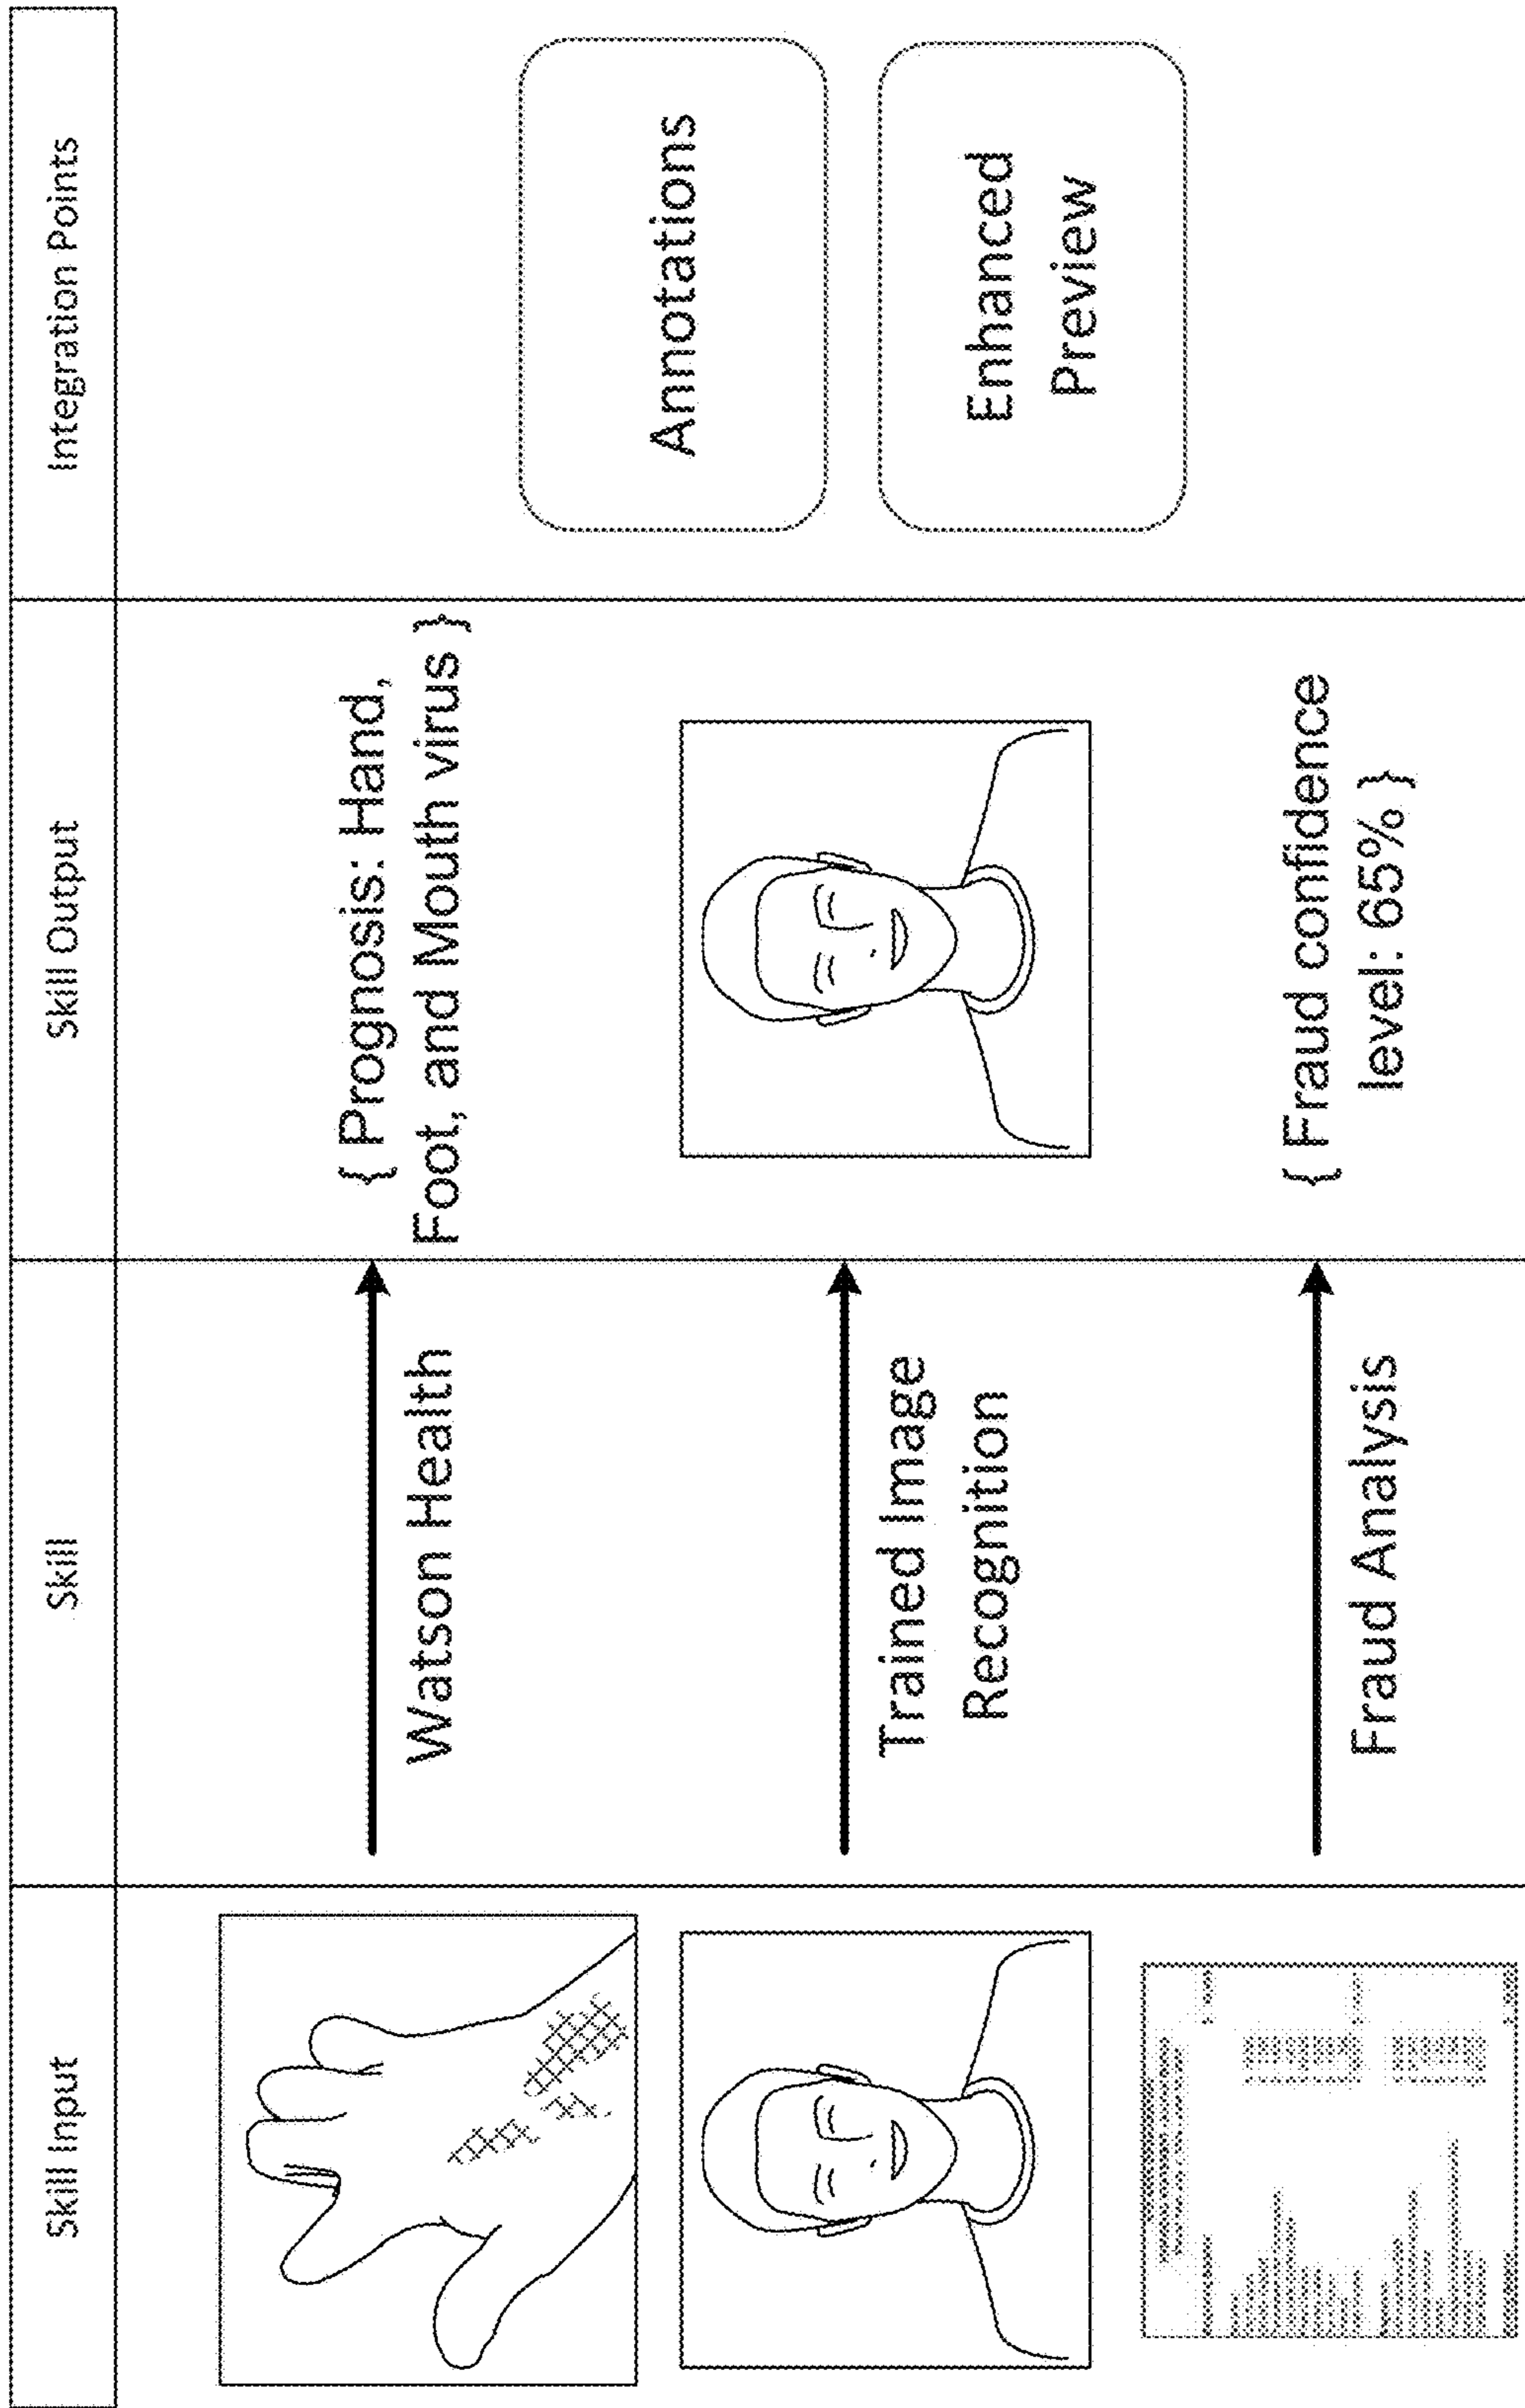 Skill Input
Skill
Skill Output
Integration Points
Watson Health
{ Prognosis: Hand,
Foot, and Mouth virus }
Trained Image
Recognition
Annotations
Enhanced
Preview
Fraud Analysis
{ Fraud confidence
level: 65% }